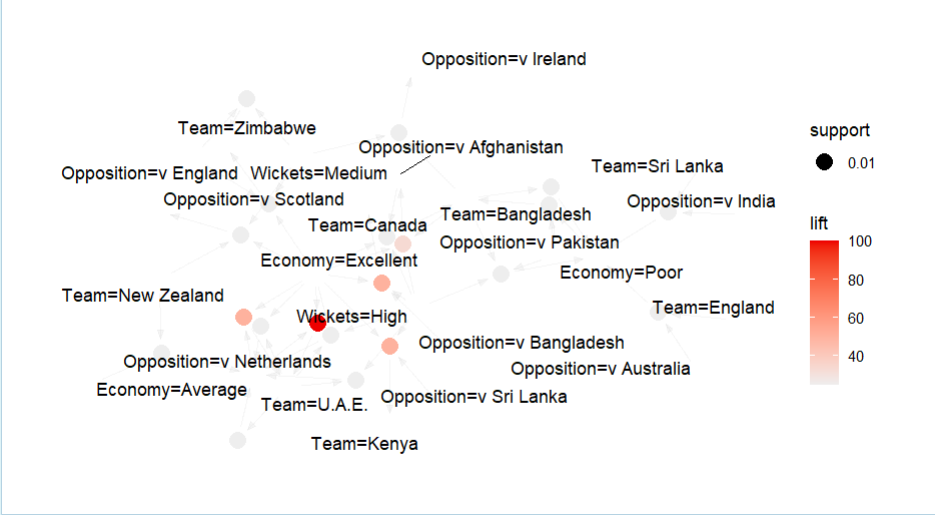 Opposition=v Ireland
Team=Zimbabwe
support
Opposition=v Afghanistan
0.01
Team=Sri Lanka
Opposition=v England
Wickets=Medium
Opposition=v Scotland
Opposition=v India
Team=Bangladesh
Team=Canada
lift
Opposition=v Pakistan
100
Economy=Excellent
Economy=Poor
80
Team=New Zealand
Team=England
Wickets=High
60
Opposition=v Bangladesh
40
Opposition=v Netherlands
Opposition=v Australia
Economy=Average
Opposition=v Sri Lanka
Team=U.A.E.
Team=Kenya